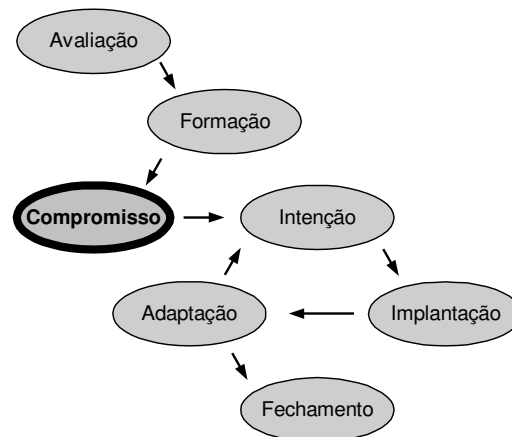 Avaliação
Formação
Compromisso
Intenção
Adaptação
Implantação
Fechamento